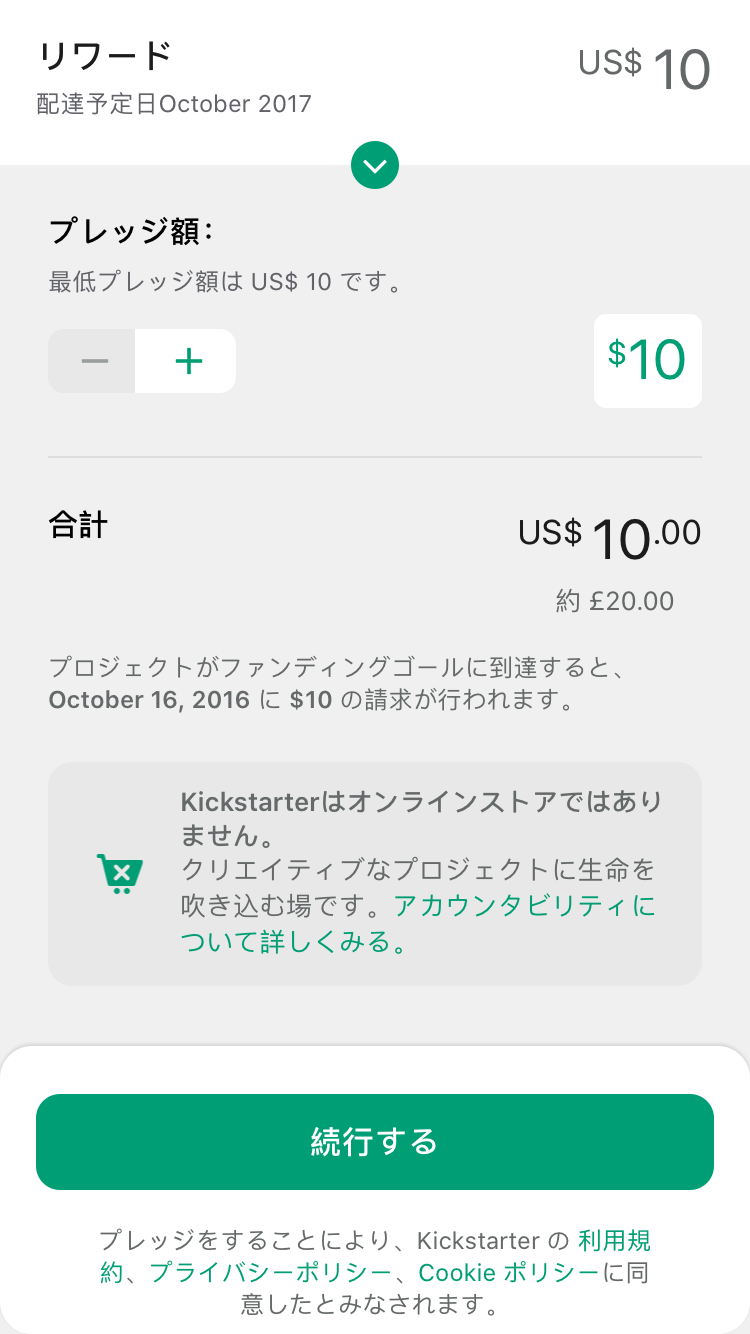 リワード
US$ 10
配達予定日October 2017
プレッジ額:
最低プレッジ額は US$ 10 です。
$10
合計
US$ 10.00
約 £20.00
プロジェクトがファンディングゴールに到達すると、
October 16, 2016 に $10 の請求が行われます。
Kickstarterはオンラインストアではあり
ません。
クリエイティブなプロジェクトに生命を
吹き込む場です。アカウンタビリティに
ついて詳しくみる。
続行する
プレッジをすることにより、Kickstarter の 利用規
約、プライバシーポリシー、Cookie ポリシーに同
意したとみなされます。